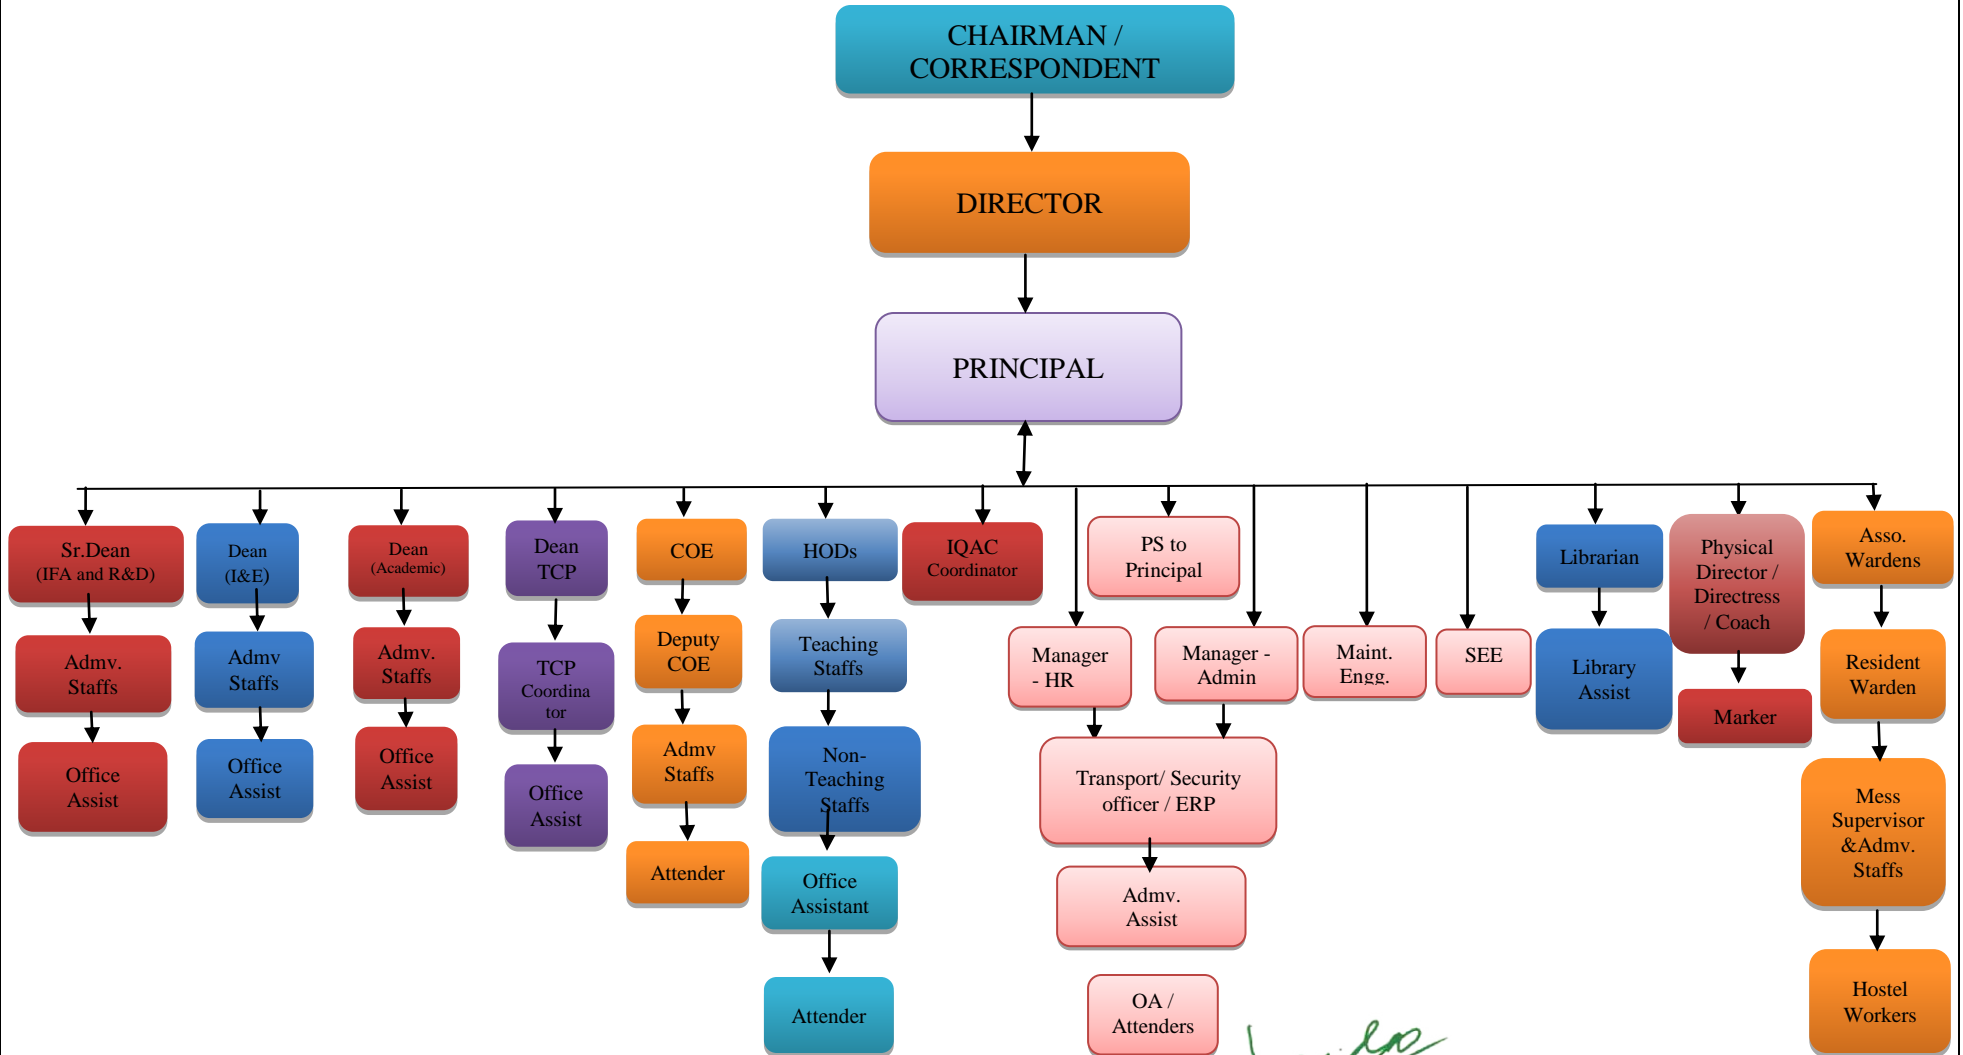 CHAIRMAN /
CORRESPONDENT
DIRECTOR
PRINCIPAL
Sr.Dean
(IFA and R&D)
Dean
(I&E)
Dean
(Academic)
Dean
TCP
COE
HODs
IQAC
Coordinator
PS to
Principal
Librarian
Physical
Director /
Directress
/ Coach
Asso.
Wardens
Admv.
Staffs
Admv
Staffs
Admv.
Staffs
TCP
Coordina
tor
Deputy
COE
Teaching
Staffs
Manager
- HR
Manager -
Admin
Maint.
Engg.
SEE
Library
Assist
Marker
Resident
Warden
Office
Assist
Office
Assist
Office
Assist
Office
Assist
Admv
Staffs
Non-
Teaching
Staffs
Transport/ Security
officer / ERP
Mess
Supervisor
&Admv.
Staffs
Attender
Office
Assistant
Admv.
Assist
Attender
OA /
Attenders
Hostel
Workers